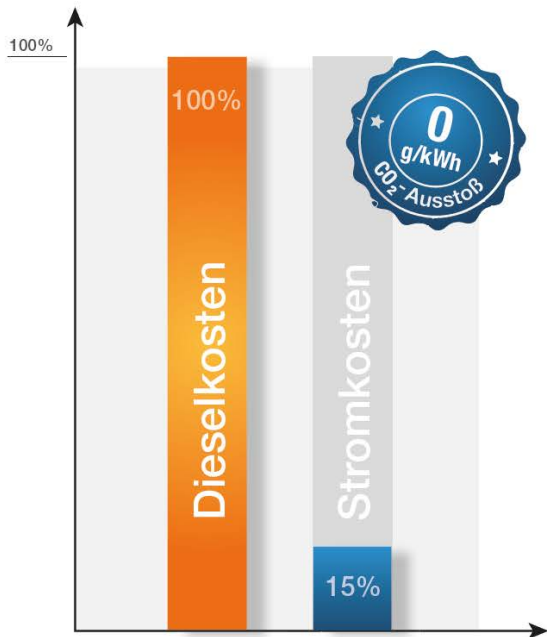 100%
100%
Dieselkosten
Stromkosten
15%
0
g/kWh
CO₂-Ausstoß